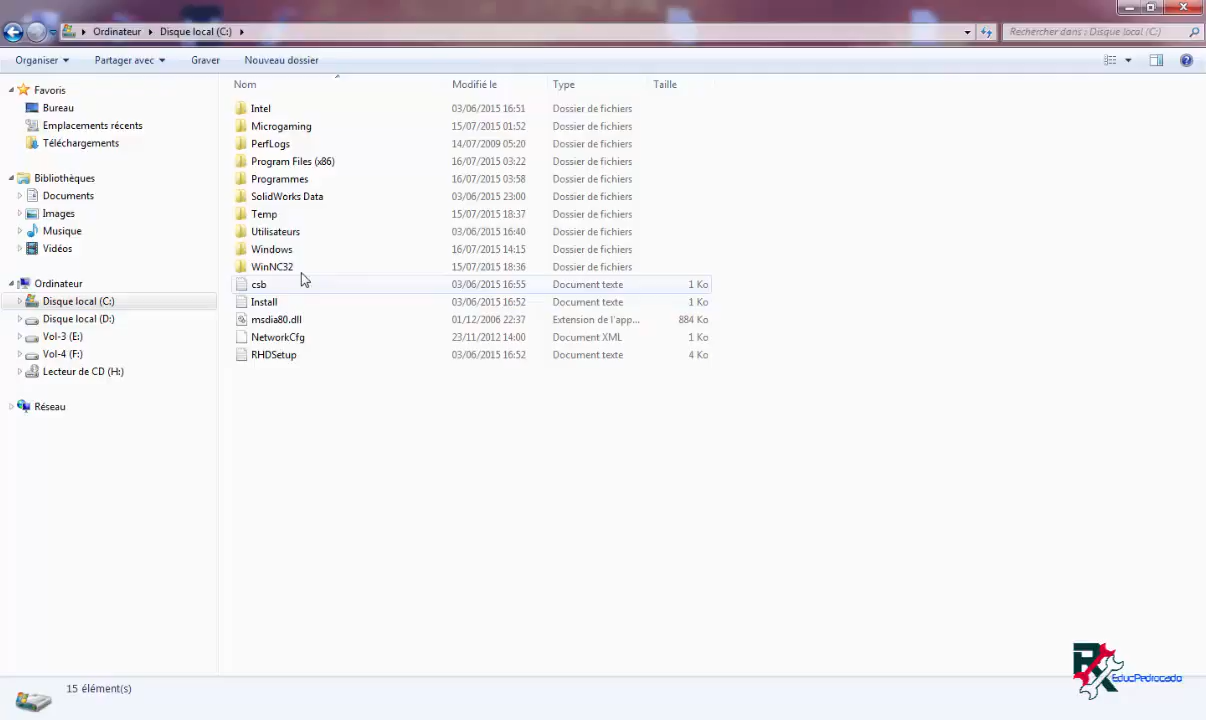 Ordinateur Disque local (C:)
Rechercher dans : Disque local (C:)
Organiser Partager avec Graver Nouveau dossier
Nom Modifié le Type Taille
Favoris
Bureau
Emplacements récents
Téléchargements
Bibliothèques
Documents
Images
Musique
Vidéos
Ordinateur
Disque local (C:)
Disque local (D:)
Vol-3 (E:)
Vol-4 (F:)
Lecteur de CD (H:)
Réseau
Intel 03/06/2015 16:51 Dossier de fichiers
Microgaming 15/07/2015 01:52 Dossier de fichiers
PerfLogs 14/07/2009 05:20 Dossier de fichiers
Program Files (x86) 16/07/2015 03:22 Dossier de fichiers
Programmes 16/07/2015 03:58 Dossier de fichiers
SolidWorks Data 03/06/2015 23:00 Dossier de fichiers
Temp 15/07/2015 18:37 Dossier de fichiers
Utilisateurs 03/06/2015 16:40 Dossier de fichiers
Windows 16/07/2015 14:15 Dossier de fichiers
WinNC32 15/07/2015 18:36 Dossier de fichiers
csb 03/06/2015 16:55 Document texte 1 Ko
Install 03/06/2015 16:52 Document texte 1 Ko
msdia80.dll 01/12/2006 22:37 Extension de l'app... 884 Ko
NetworkCfg 23/11/2012 14:00 Document XML 1 Ko
RHDSetup 03/06/2015 16:52 Document texte 4 Ko
15 élément(s)
EducPedrocado